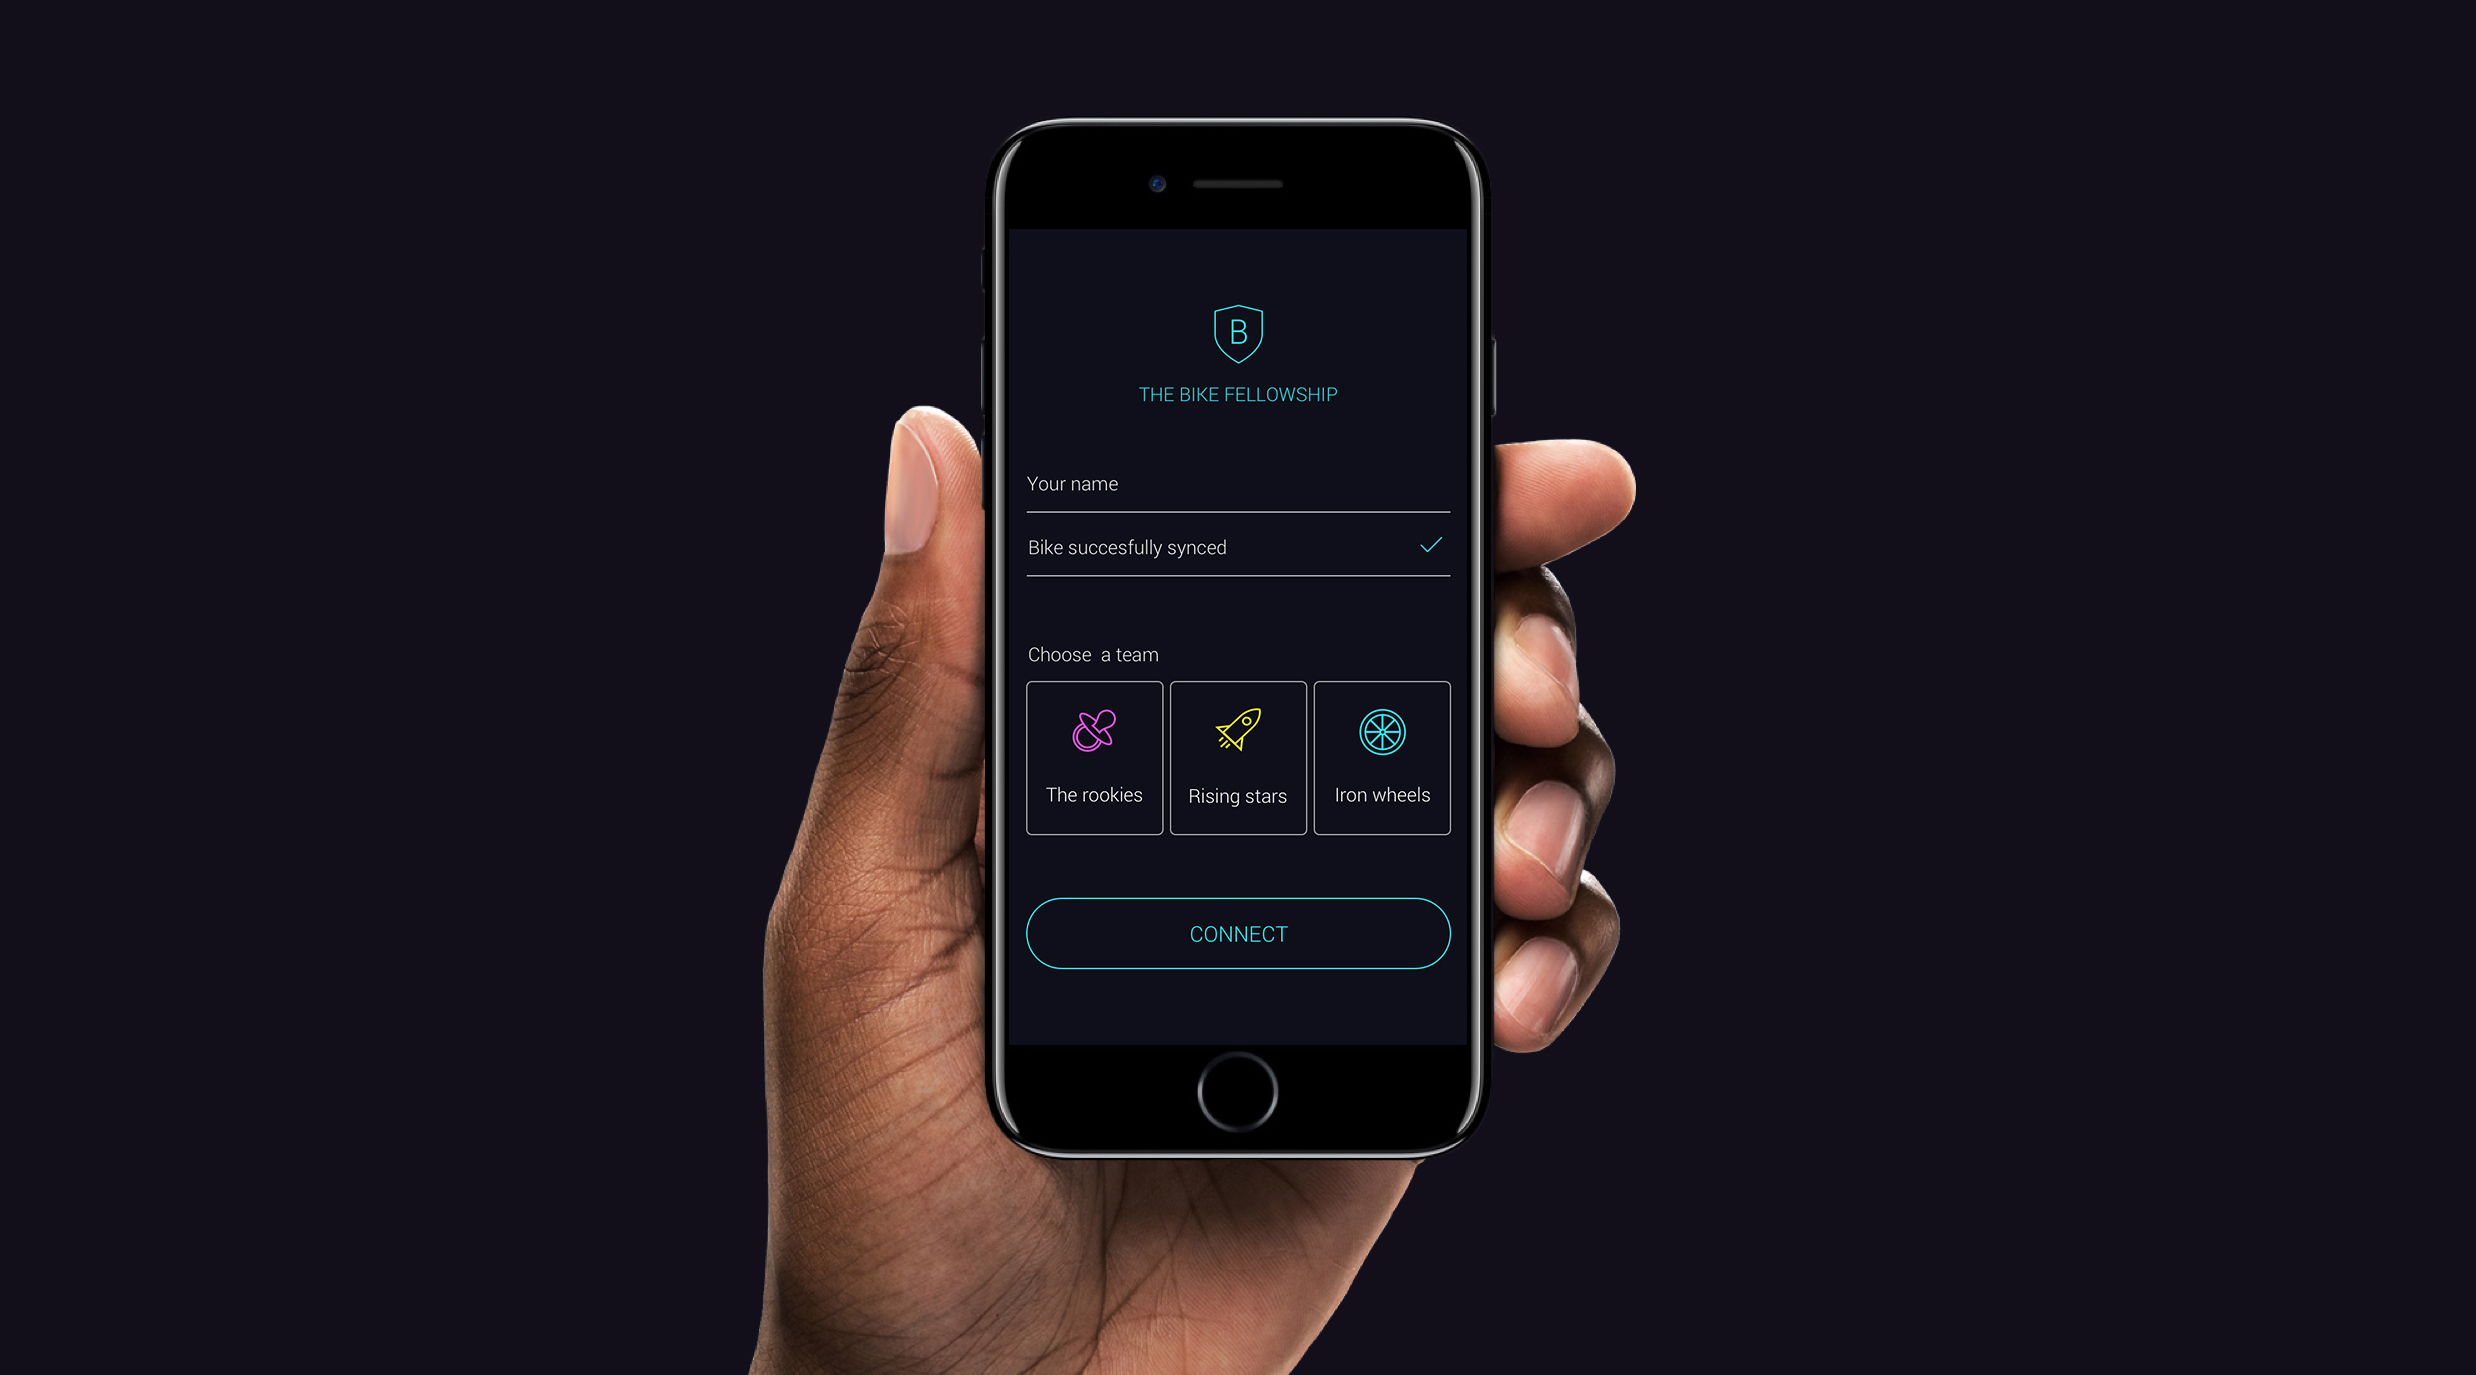 B
THE BIKE FELLOWSHIP
Your name
Bike succesfully synced
Choose a team
The rookies
Rising stars
Iron wheels
CONNECT